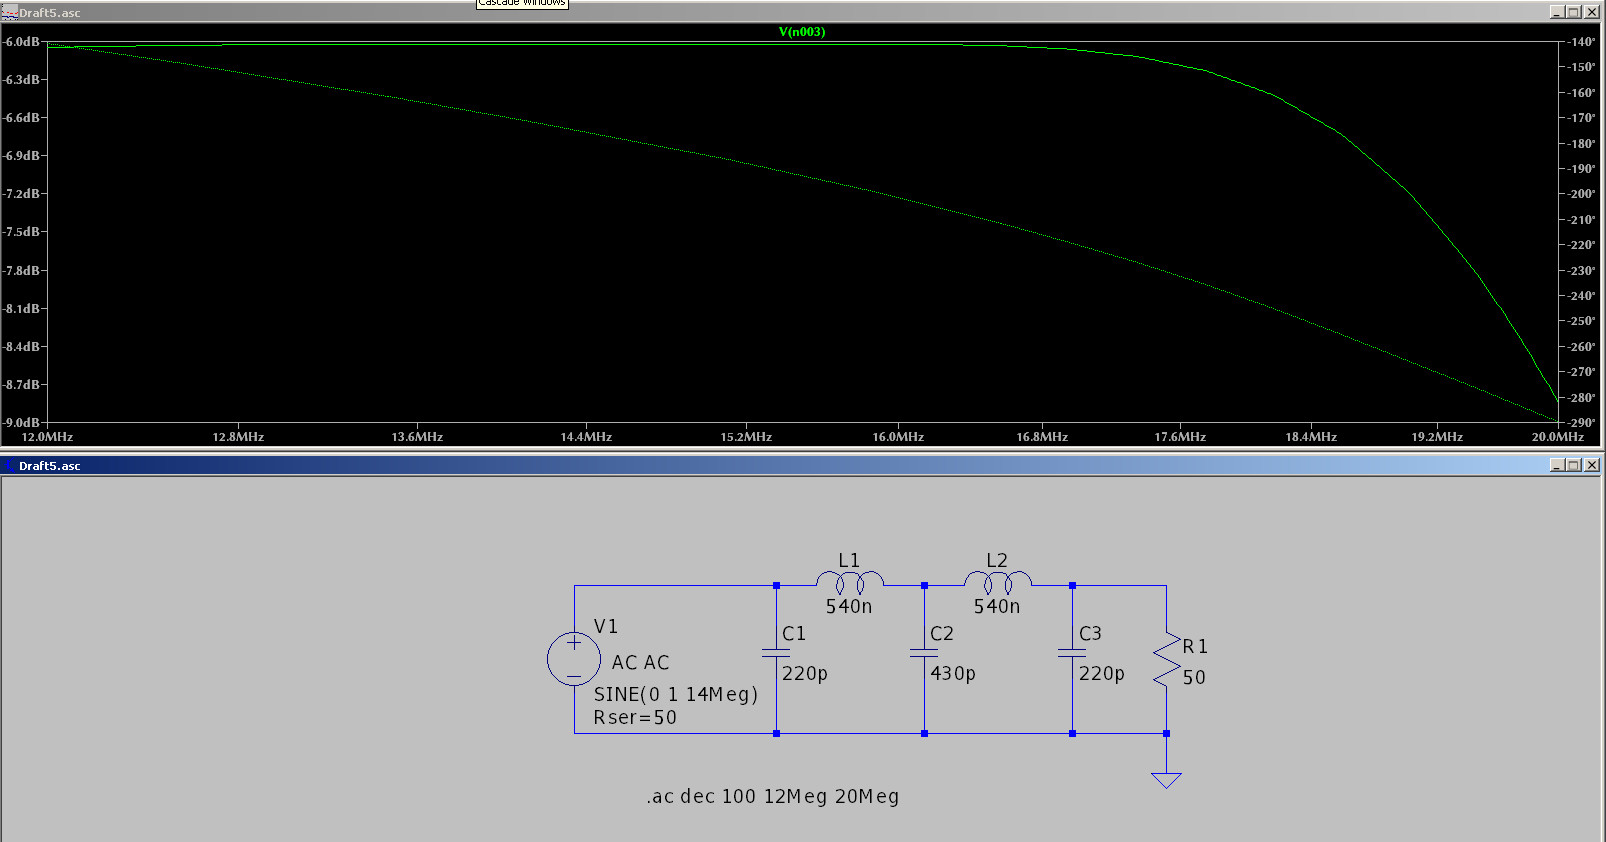 Cascade Windows
Draft5.asc
V(n003)
-6.0dB
-6.3dB
-6.6dB
-6.9dB
-7.2dB
-7.5dB
-7.8dB
-8.1dB
-8.4dB
-8.7dB
-9.0dB
-140°
-150°
-160°
-170°
-180°
-190°
-200°
-210°
-220°
-230°
-240°
-250°
-260°
-270°
-280°
-290°
12.0MHz 12.8MHz 13.6MHz 14.4MHz 15.2MHz 16.0MHz 16.8MHz 17.6MHz 18.4MHz 19.2MHz 20.0MHz
Draft5.asc
L1
540n
L2
540n
V1
AC AC
SINE(0 1 14Meg)
Rser=50
C1
220p
C2
430p
C3
220p
R1
50
.ac dec 100 12Meg 20Meg